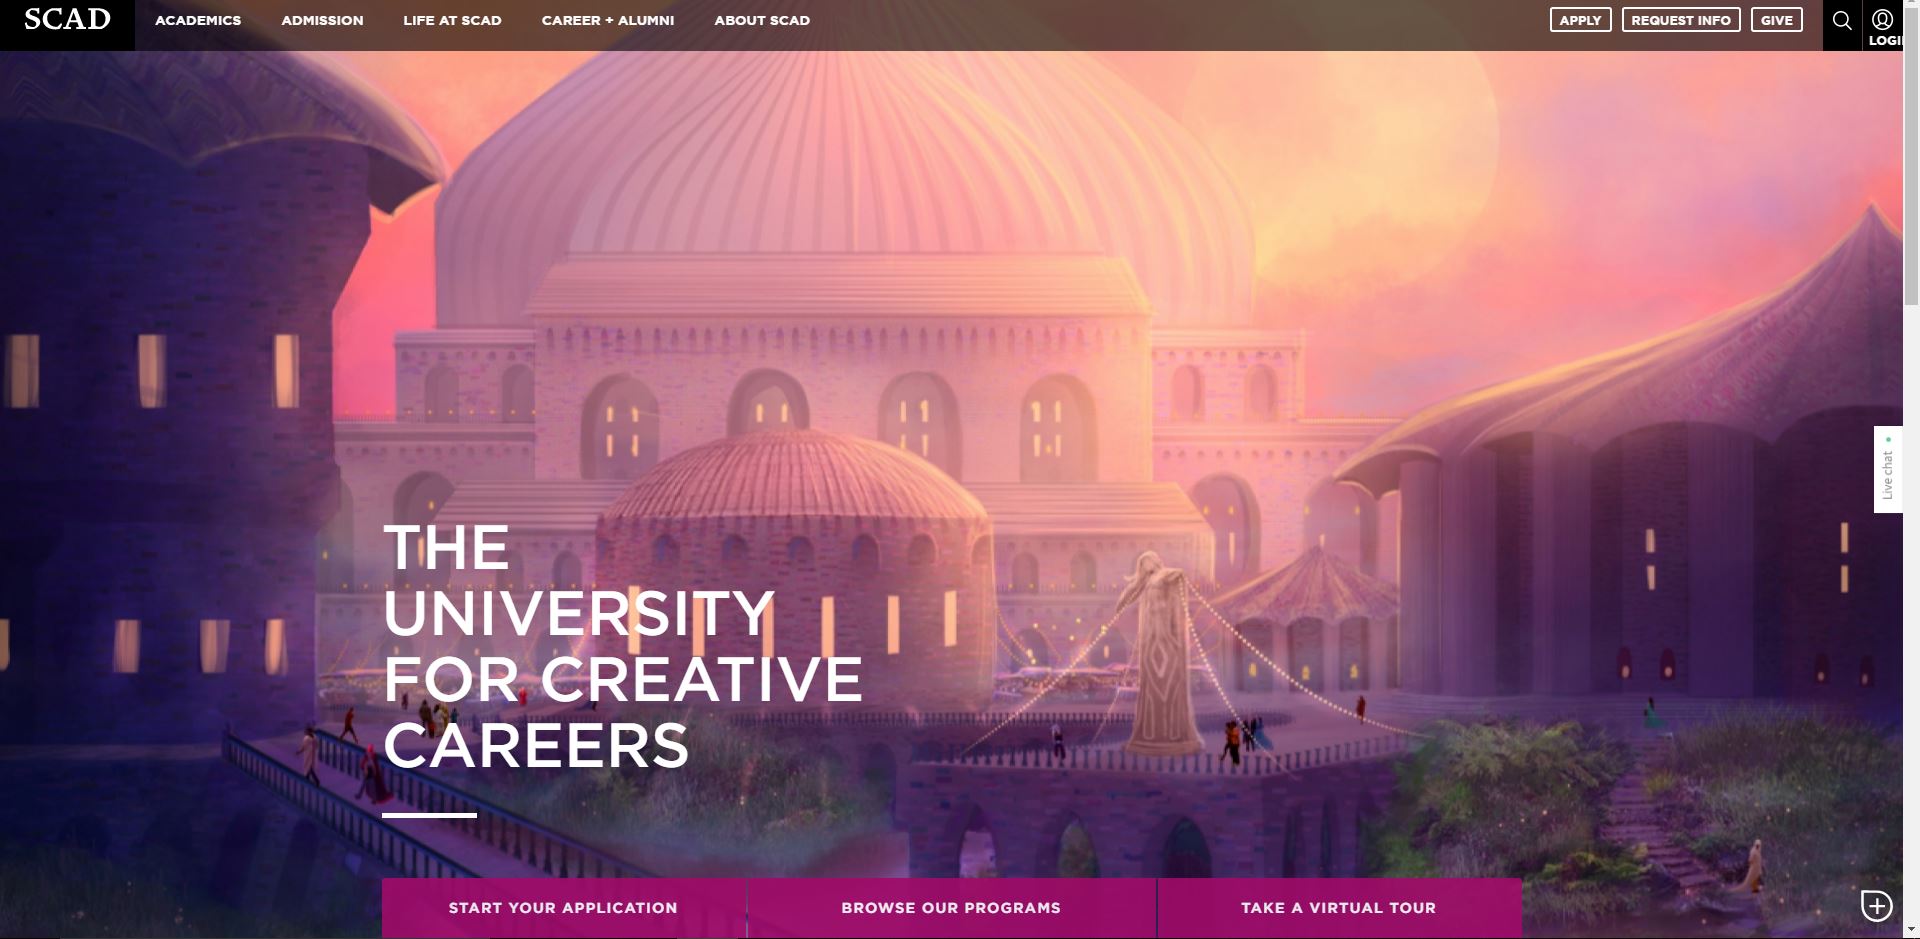 SCAD
ACADEMICS
ADMISSION
LIFE AT SCAD
CAREER + ALUMNI
ABOUT SCAD
APPLY
REQUEST INFO
GIVE
LOGI
Live chat
THE
UNIVERSITY
FOR CREATIVE
CAREERS
START YOUR APPLICATION
BROWSE OUR PROGRAMS
TAKE A VIRTUAL TOUR